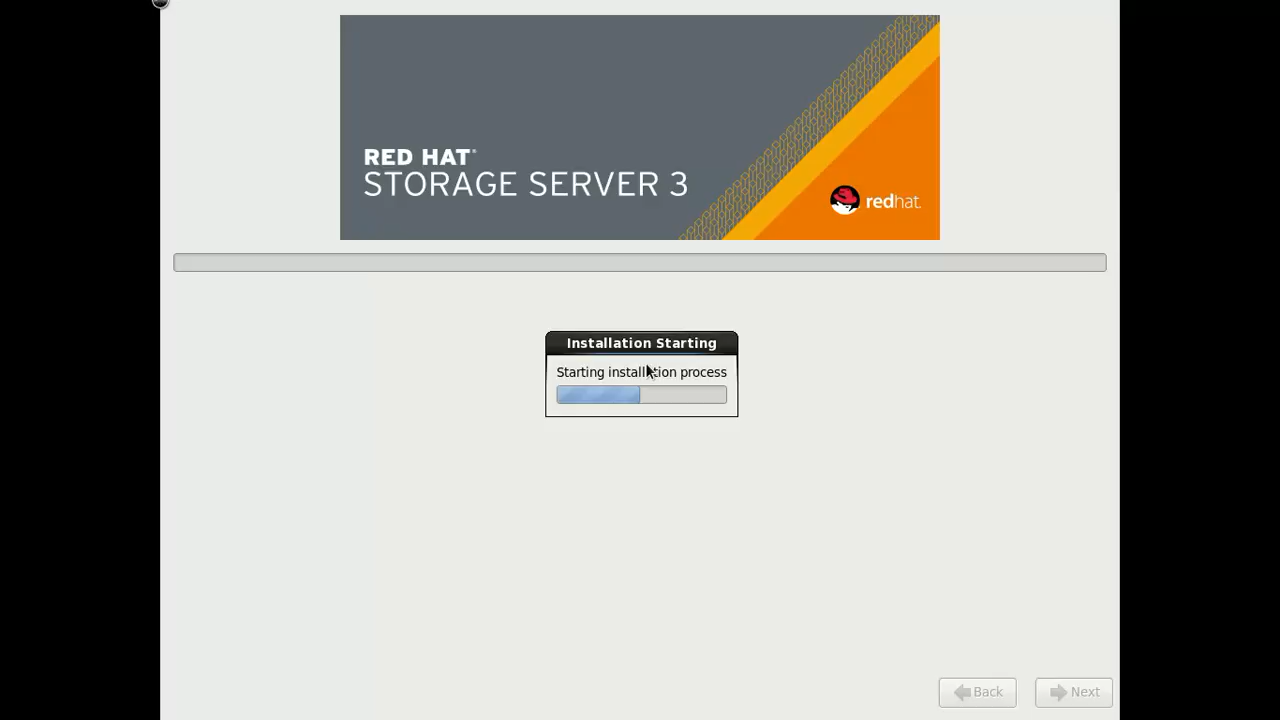 RED HAT®
STORAGE SERVER 3
redhat.
Installation Starting
Starting installation process
Back
Next